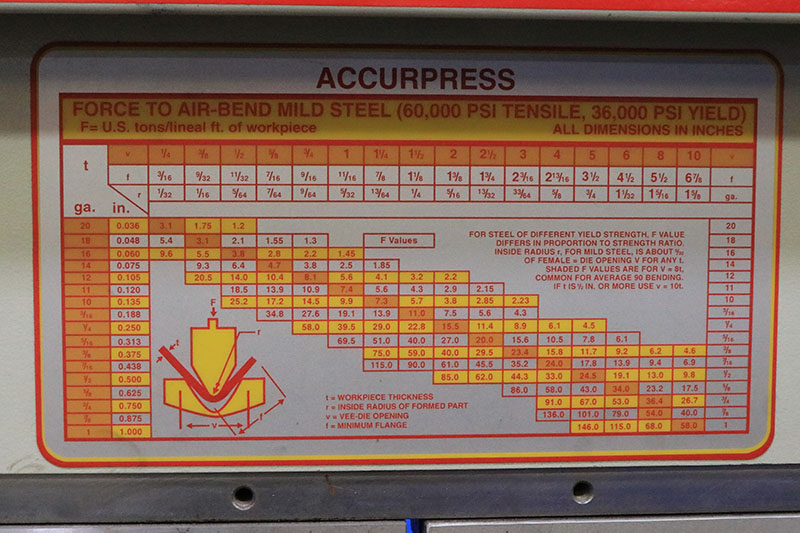 ACCURPRESS
FORCE TO AIR-BEND MILD STEEL (60,000 PSI TENSILE, 36,000 PSI YIELD)
F= U.S. tons/lineal ft. of workpiece ALL DIMENSIONS IN INCHES
t v 1/4 3/8 1/2 5/8 3/4 1 1 1/4 1 1/2 2 2 1/2 3 4 5 6 8 10 v
f 3/16 9/32 11/32 7/16 9/16 11/16 7/8 1 1/8 1 3/8 1 3/4 2 3/16 2 13/16 3 1/2 4 1/2 5 1/2 6 7/8 f
r 1/32 1/16 5/64 7/64 9/64 5/32 13/64 1/4 5/16 13/32 33/64 5/8 3/4 1 1/32 1 5/16 1 5/8 r
ga. in. ga.
20 0.036 3.1 1.75 1.2 20
18 0.048 5.4 3.1 2.1 1.55 1.3 18
16 0.060 9.6 5.5 3.8 2.8 2.2 1.45 16
14 0.075 9.3 6.4 4.7 3.8 2.5 1.85 14
12 0.105 20.5 14.0 10.4 8.1 5.6 4.1 3.2 2.2 12
11 0.120 18.5 13.9 10.9 7.4 5.6 4.3 2.9 2.15 11
10 0.135 25.2 17.2 14.5 9.9 7.3 5.7 3.8 2.85 2.23 10
3/16 0.188 34.8 27.6 19.1 13.9 11.0 7.5 5.6 4.3 3/16
1/4 0.250 58.0 39.5 29.0 22.8 15.5 11.4 8.9 6.1 4.5 1/4
5/16 0.313 69.5 51.0 40.0 27.0 20.0 15.6 10.5 7.8 6.1 5/16
3/8 0.375 75.0 59.0 40.0 29.5 23.4 15.8 11.7 9.2 6.2 4.6 3/8
7/16 0.438 115.0 90.0 61.0 45.5 35.2 24.0 17.8 13.9 9.4 6.9 7/16
1/2 0.500 85.0 62.0 44.3 33.0 24.5 19.1 13.0 9.8 1/2
5/8 0.625 86.0 58.0 43.0 34.0 23.2 17.5 5/8
3/4 0.750 91.0 67.0 53.0 36.4 26.7 3/4
7/8 0.875 136.0 101.0 79.0 54.0 40.0 7/8
1 1.000 146.0 115.0 68.0 58.0 1
F Values
FOR STEEL OF DIFFERENT YIELD STRENGTH, F VALUE
DIFFERS IN PROPORTION TO STRENGTH RATIO.
INSIDE RADIUS r, FOR MILD STEEL, IS ABOUT 5/32
OF FEMALE = DIE OPENING V FOR ANY t.
SHADED F VALUES ARE FOR V = 8t,
COMMON FOR AVERAGE 90 BENDING.
IF t IS 1/2 IN. OR MORE USE v = 10t.
F
r
t
t
v
f
t = WORKPIECE THICKNESS
r = INSIDE RADIUS OF FORMED PART
v = VEE-DIE OPENING
f = MINIMUM FLANGE